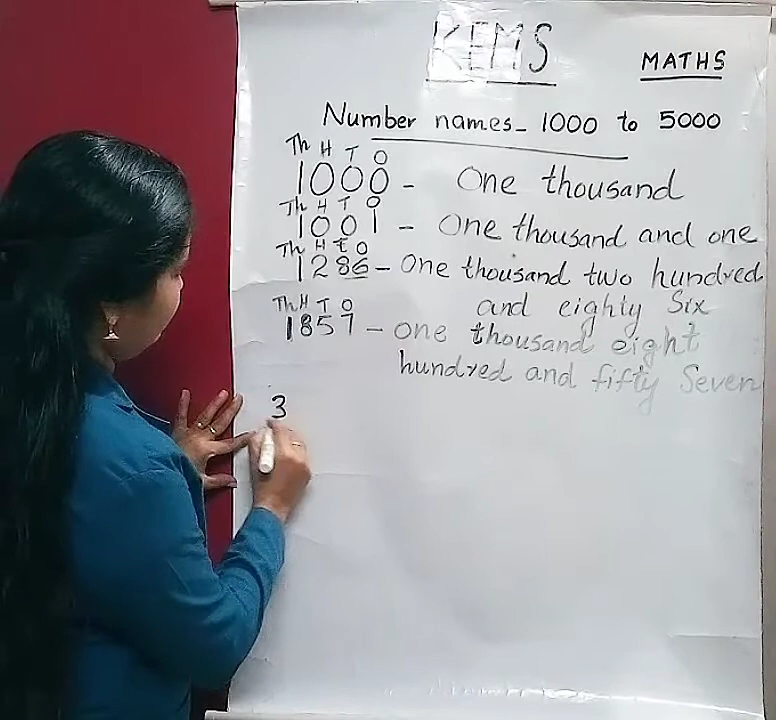 KEMS
MATHS
Number names - 1000 to 5000
Th H T O
1000 - One thousand
Th H T O
1001 - One thousand and one
Th H T O
1286 - One thousand two hundred
and eighty Six
Th H T O
1857 - one thousand eight
hundred and fifty Seven
3